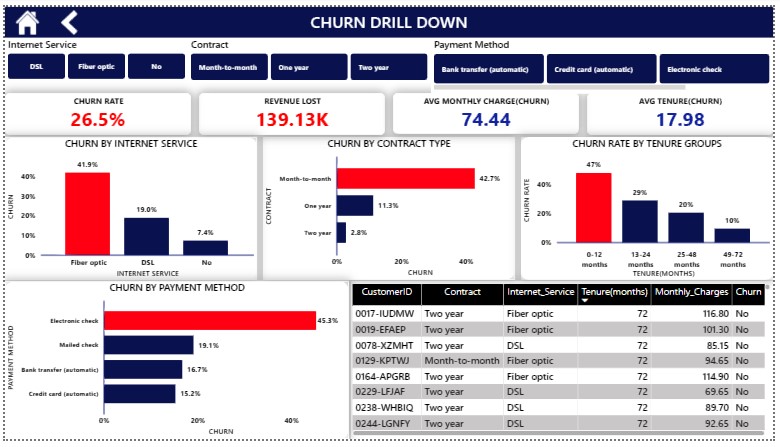 CHURN DRILL DOWN
Internet Service
Contract
Payment Method
DSL
Fiber optic
No
Month-to-month
One year
Two year
Bank transfer (automatic)
Credit card (automatic)
Electronic check
CHURN RATE
26.5%
REVENUE LOST
139.13K
AVG MONTHLY CHARGE(CHURN)
74.44
AVG TENURE(CHURN)
17.98
CHURN BY INTERNET SERVICE
CHURN
40%
30%
20%
10%
0%
41.9%
19.0%
7.4%
Fiber optic
DSL
No
INTERNET SERVICE
CHURN BY CONTRACT TYPE
CONTRACT
Month-to-month
One year
Two year
42.7%
11.3%
2.8%
0%
20%
40%
CHURN
CHURN RATE BY TENURE GROUPS
CHURN RATE
40%
20%
0%
47%
29%
20%
10%
0-12 months
13-24 months
25-48 months
49-72 months
TENURE(MONTHS)
CHURN BY PAYMENT METHOD
PAYMENT METHOD
Electronic check
Mailed check
Bank transfer (automatic)
Credit card (automatic)
45.3%
19.1%
16.7%
15.2%
0%
20%
40%
CHURN
CustomerID Contract Internet_Service Tenure(months) Monthly_Charges Churn
0017-IUDMW Two year Fiber optic 72 116.80 No
0019-EFAEP Two year Fiber optic 72 101.30 No
0078-XZMHT Two year DSL 72 85.15 No
0129-KPTWJ Month-to-month Fiber optic 72 94.65 No
0164-APGRB Two year Fiber optic 72 114.90 No
0229-LFJAF Two year DSL 72 69.65 No
0238-WHBIQ Two year DSL 72 89.70 No
0244-LGNFY Two year DSL 72 92.65 No